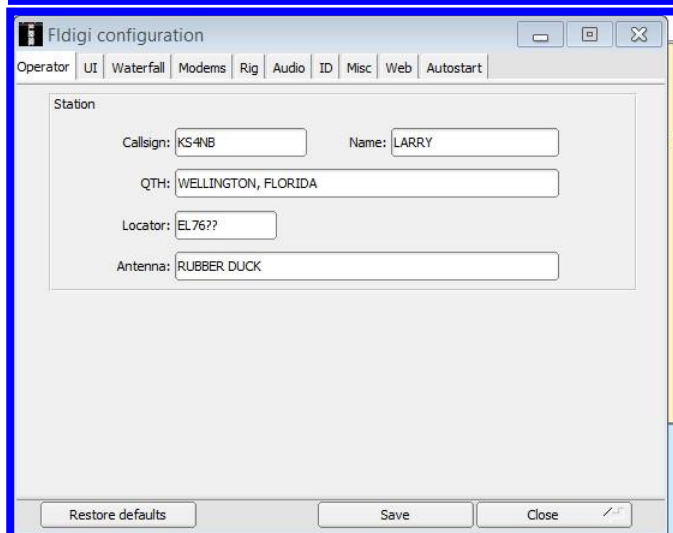 Fldigi configuration
Operator UI Waterfall Modems Rig Audio ID Misc Web Autostart
Station
Callsign: KS4NB Name: LARRY
QTH: WELLINGTON, FLORIDA
Locator: EL76??
Antenna: RUBBER DUCK
Restore defaults Save Close